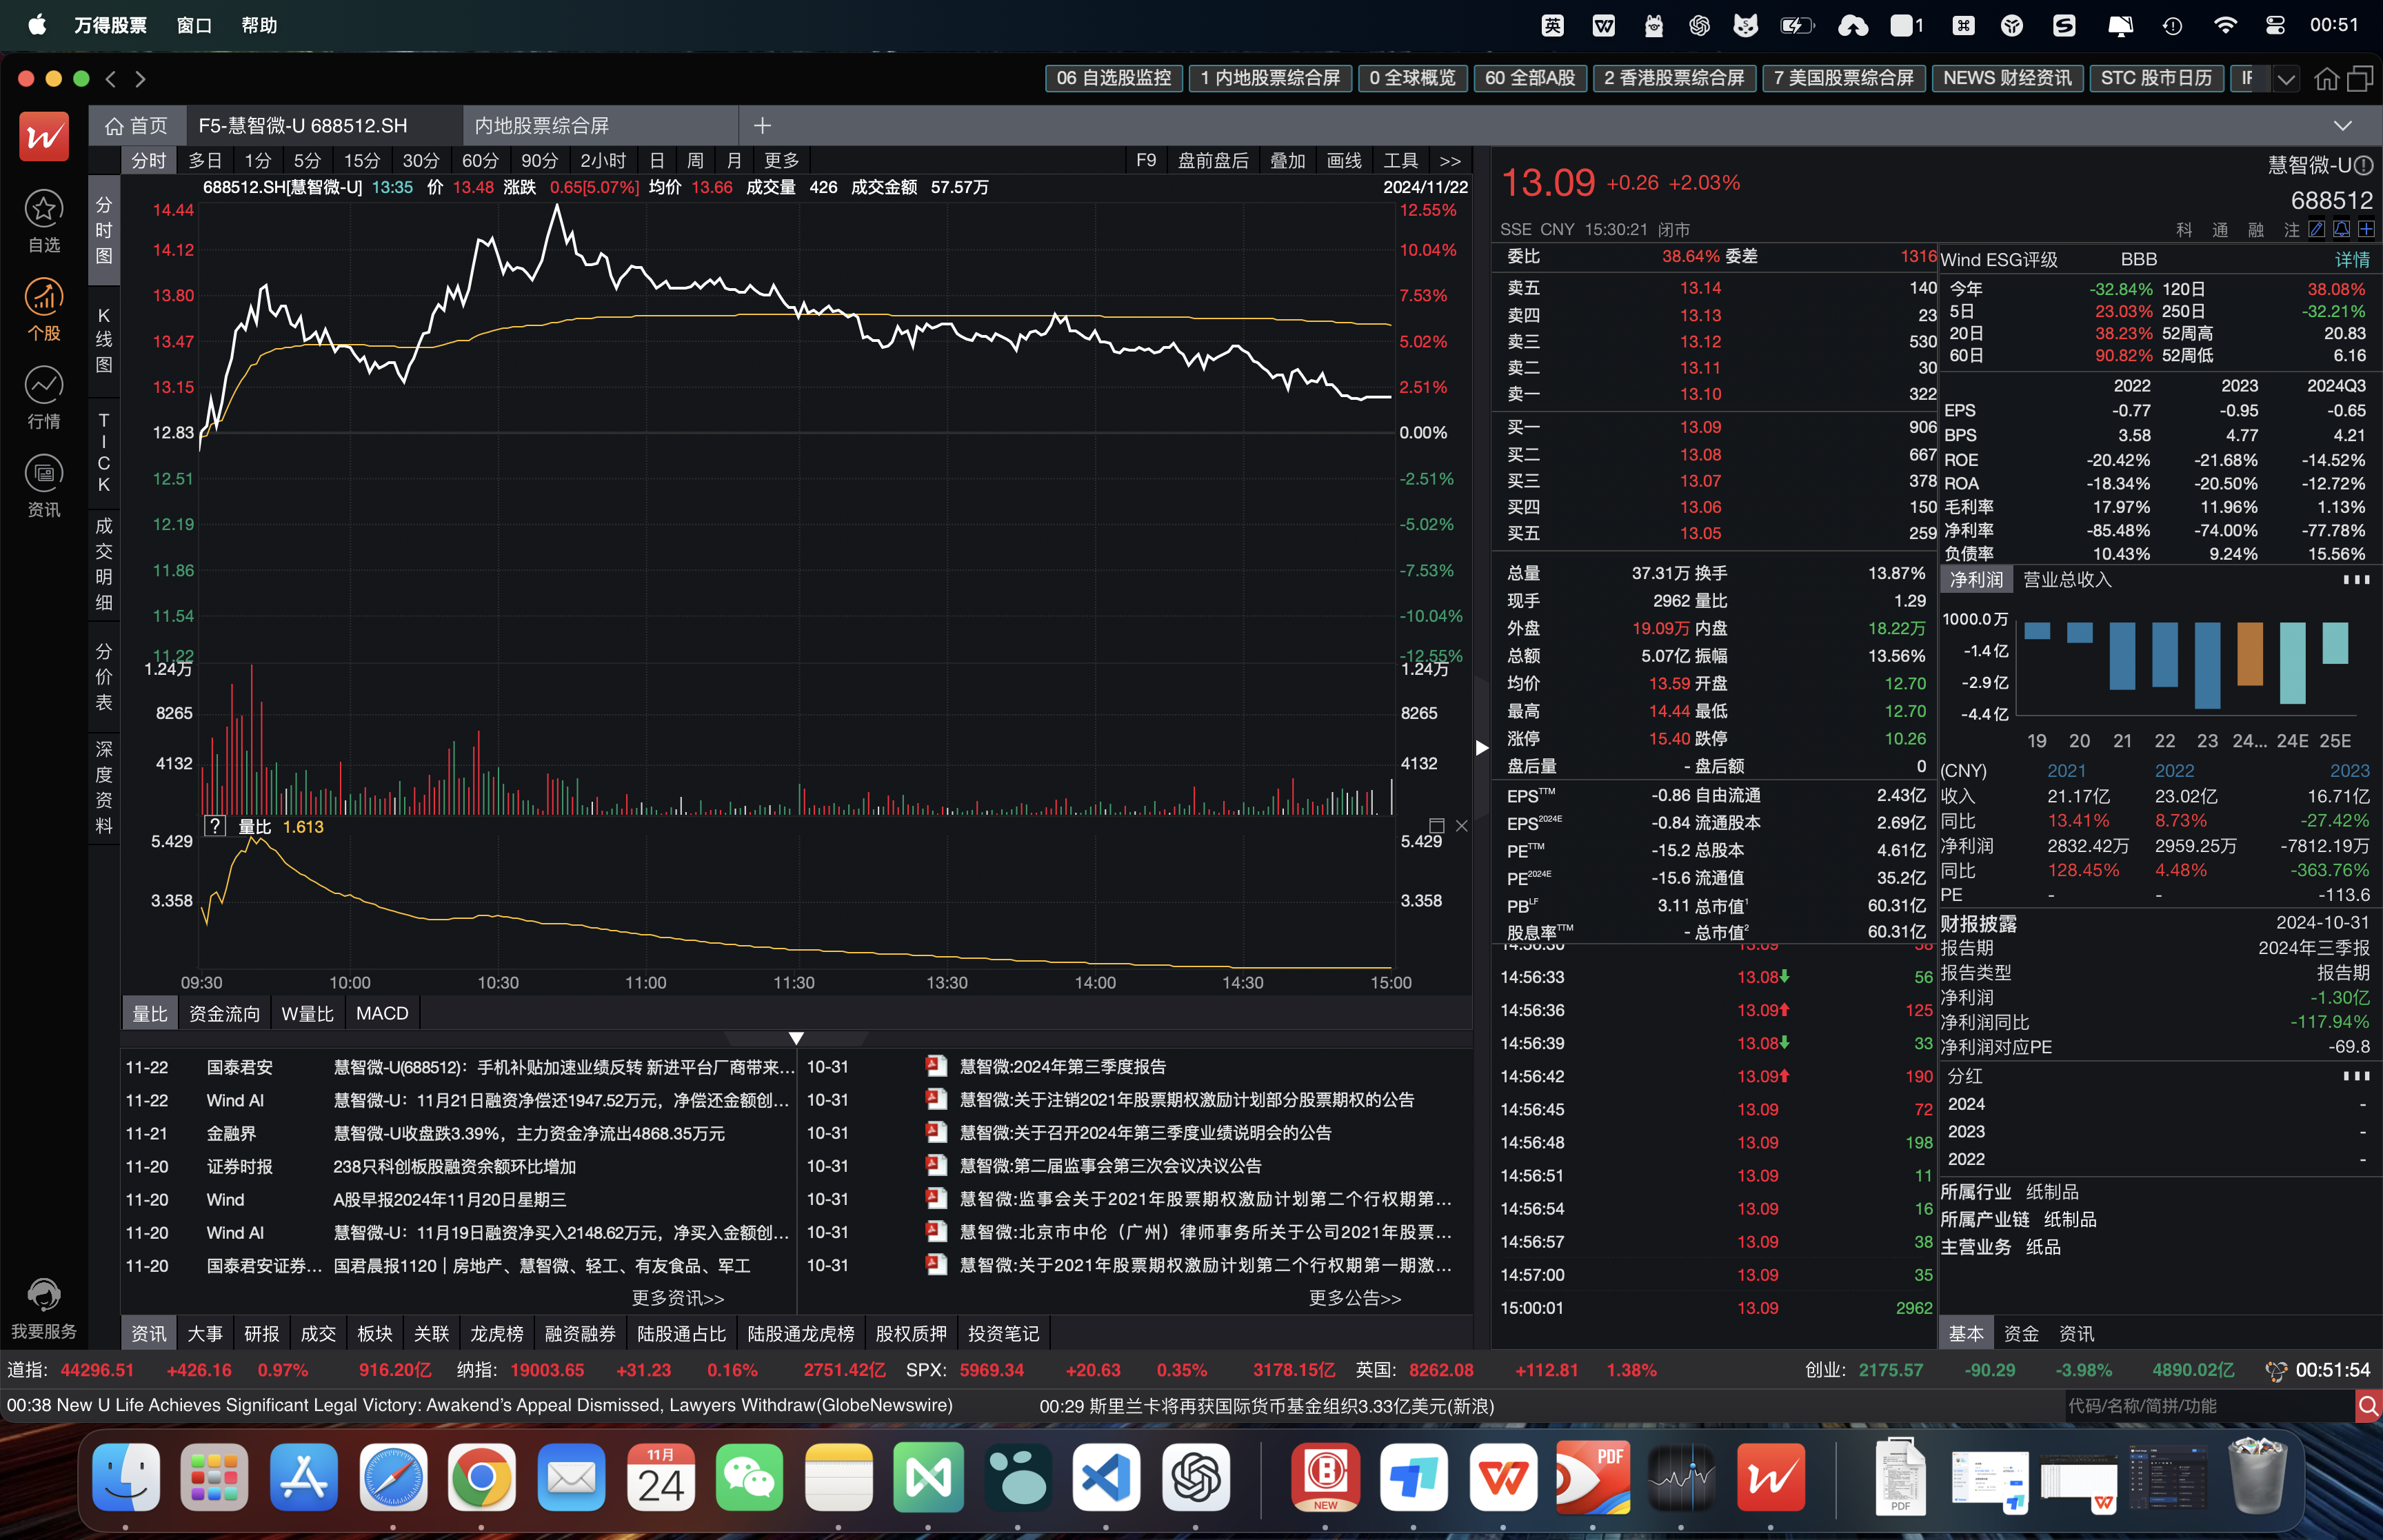 万得股票 窗口 帮助 英 1 00:51
06 自选股监控 1 内地股票综合屏 0 全球概览 60 全部A股 2 香港股票综合屏 7 美国股票综合屏 NEWS 财经资讯 STC 股市日历
首页 F5-慧智微-U 688512.SH 内地股票综合屏
自选
个股
行情
资讯
我要服务
分时 多日 1分 5分 15分 30分 60分 90分 2小时 日 周 月 更多 F9 盘前盘后 叠加 画线 工具 >>
分时图
K线图
TICK
成交明细
分价表
深度资料
688512.SH[慧智微-U] 13:35 价 13.48 涨跌 0.65[5.07%] 均价 13.66 成交量 426 成交金额 57.57万 2024/11/22
14.44 12.55%
14.12 10.04%
13.80 7.53%
13.47 5.02%
13.15 2.51%
12.83 0.00%
12.51 -2.51%
12.19 -5.02%
11.86 -7.53%
11.54 -10.04%
11.22 -12.55%
1.24万 1.24万
8265 8265
4132 4132
? 量比 1.613
5.429 5.429
3.358 3.358
09:30 10:00 10:30 11:00 11:30 13:30 14:00 14:30 15:00
量比 资金流向 W量比 MACD
11-22 国泰君安 慧智微-U(688512)：手机补贴加速业绩反转 新进平台厂商带来...
11-22 Wind AI 慧智微-U：11月21日融资净偿还1947.52万元，净偿还金额创...
11-21 金融界 慧智微-U收盘跌3.39%，主力资金净流出4868.35万元
11-20 证券时报 238只科创板股融资余额环比增加
11-20 Wind A股早报2024年11月20日星期三
11-20 Wind AI 慧智微-U：11月19日融资净买入2148.62万元，净买入金额创...
11-20 国泰君安证券... 国君晨报1120｜房地产、慧智微、轻工、有友食品、军工
更多资讯>>
10-31 慧智微:2024年第三季度报告
10-31 慧智微:关于注销2021年股票期权激励计划部分股票期权的公告
10-31 慧智微:关于召开2024年第三季度业绩说明会的公告
10-31 慧智微:第二届监事会第三次会议决议公告
10-31 慧智微:监事会关于2021年股票期权激励计划第二个行权期第...
10-31 慧智微:北京市中伦（广州）律师事务所关于公司2021年股票...
10-31 慧智微:关于2021年股票期权激励计划第二个行权期第一期激...
更多公告>>
资讯 大事 研报 成交 板块 关联 龙虎榜 融资融券 陆股通占比 陆股通龙虎榜 股权质押 投资笔记
13.09 +0.26 +2.03% 慧智微-U
688512
SSE CNY 15:30:21 闭市 科 通 融 注
委比 38.64% 委差 1316
卖五 13.14 140
卖四 13.13 23
卖三 13.12 530
卖二 13.11 30
卖一 13.10 322
买一 13.09 906
买二 13.08 667
买三 13.07 378
买四 13.06 150
买五 13.05 259
总量 37.31万 换手 13.87%
现手 2962 量比 1.29
外盘 19.09万 内盘 18.22万
总额 5.07亿 振幅 13.56%
均价 13.59 开盘 12.70
最高 14.44 最低 12.70
涨停 15.40 跌停 10.26
盘后量 - 盘后额 0
EPSTTM -0.86 自由流通 2.43亿
EPS2024E -0.84 流通股本 2.69亿
PETTM -15.2 总股本 4.61亿
PE2024E -15.6 流通值 35.2亿
PBLF 3.11 总市值1 60.31亿
股息率TTM - 总市值2 60.31亿
14:56:30 13.09 38
14:56:33 13.08 56
14:56:36 13.09 125
14:56:39 13.08 33
14:56:42 13.09 190
14:56:45 13.09 72
14:56:48 13.09 198
14:56:51 13.09 11
14:56:54 13.09 16
14:56:57 13.09 38
14:57:00 13.09 35
15:00:01 13.09 2962
Wind ESG评级 BBB 详情
今年 -32.84% 120日 38.08%
5日 23.03% 250日 -32.21%
20日 38.23% 52周高 20.83
60日 90.82% 52周低 6.16
2022 2023 2024Q3
EPS -0.77 -0.95 -0.65
BPS 3.58 4.77 4.21
ROE -20.42% -21.68% -14.52%
ROA -18.34% -20.50% -12.72%
毛利率 17.97% 11.96% 1.13%
净利率 -85.48% -74.00% -77.78%
负债率 10.43% 9.24% 15.56%
净利润 营业总收入
1000.0万
-1.4亿
-2.9亿
-4.4亿
19 20 21 22 23 24... 24E 25E
(CNY) 2021 2022 2023
收入 21.17亿 23.02亿 16.71亿
同比 13.41% 8.73% -27.42%
净利润 2832.42万 2959.25万 -7812.19万
同比 128.45% 4.48% -363.76%
PE - - -113.6
财报披露 2024-10-31
报告期 2024年三季报
报告类型 报告期
净利润 -1.30亿
净利润同比 -117.94%
净利润对应PE -69.8
分红
2024 -
2023 -
2022 -
所属行业 纸制品
所属产业链 纸制品
主营业务 纸品
基本 资金 资讯
道指: 44296.51 +426.16 0.97% 916.20亿 纳指: 19003.65 +31.23 0.16% 2751.42亿 SPX: 5969.34 +20.63 0.35% 3178.15亿 英国: 8262.08 +112.81 1.38% 创业: 2175.57 -90.29 -3.98% 4890.02亿 00:51:54
00:38 New U Life Achieves Significant Legal Victory: Awakend's Appeal Dismissed, Lawyers Withdraw(GlobeNewswire) 00:29 斯里兰卡将再获国际货币基金组织3.33亿美元(新浪) 代码/名称/简拼/功能
11月
24
NEW
PDF
PDF